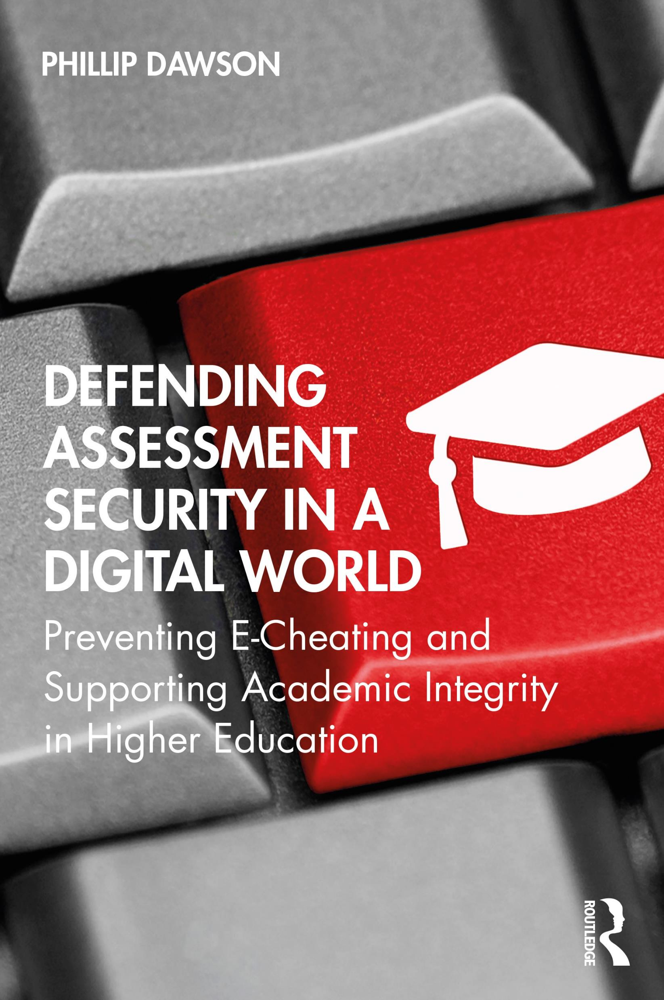 PHILLIP DAWSON
DEFENDING
ASSESSMENT
SECURITY IN A
DIGITAL WORLD
Preventing E-Cheating and
Supporting Academic Integrity
in Higher Education
ROUTLEDGE